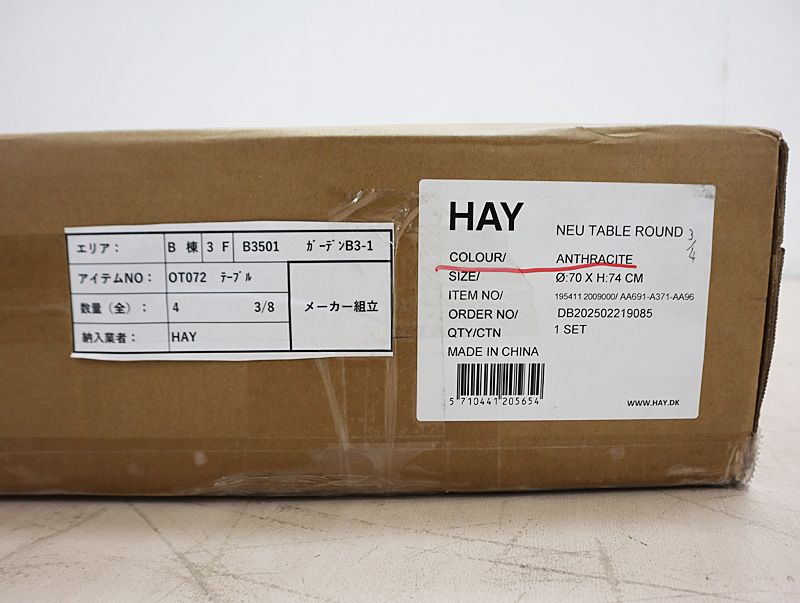 エリア： B 棟 3 F B3501 ｶﾞｰﾃﾞﾝB3-1
アイテムNO： OT072 ﾃｰﾌﾞﾙ
数量（全）： 4 3/8
メーカー組立
納入業者： HAY
HAY
NEU TABLE ROUND
3/4
COLOUR/ ANTHRACITE
SIZE/ Ø:70 X H:74 CM
ITEM NO/ 195411 2009000/ AA691-A371-AA96
ORDER NO/ DB202502219085
QTY/CTN 1 SET
MADE IN CHINA
5 710441 205654
WWW.HAY.DK